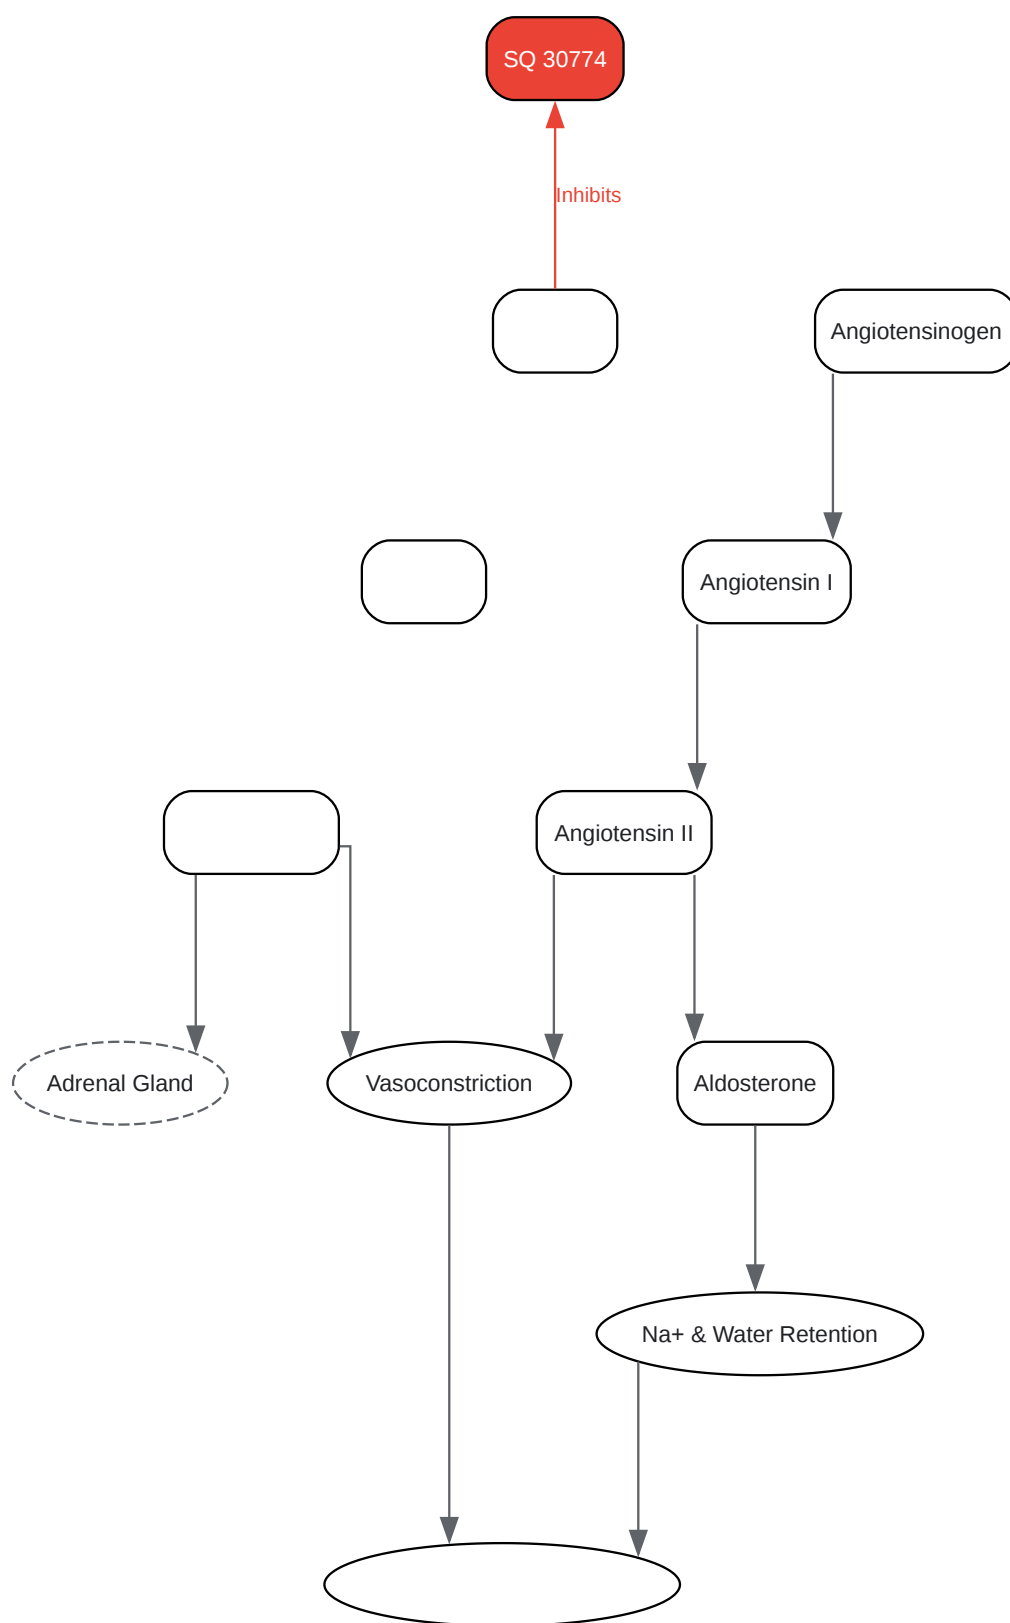 SQ 30774
Inhibits
Angiotensinogen
Angiotensin I
Angiotensin II
Adrenal Gland
Vasoconstriction
Aldosterone
Na+ & Water Retention